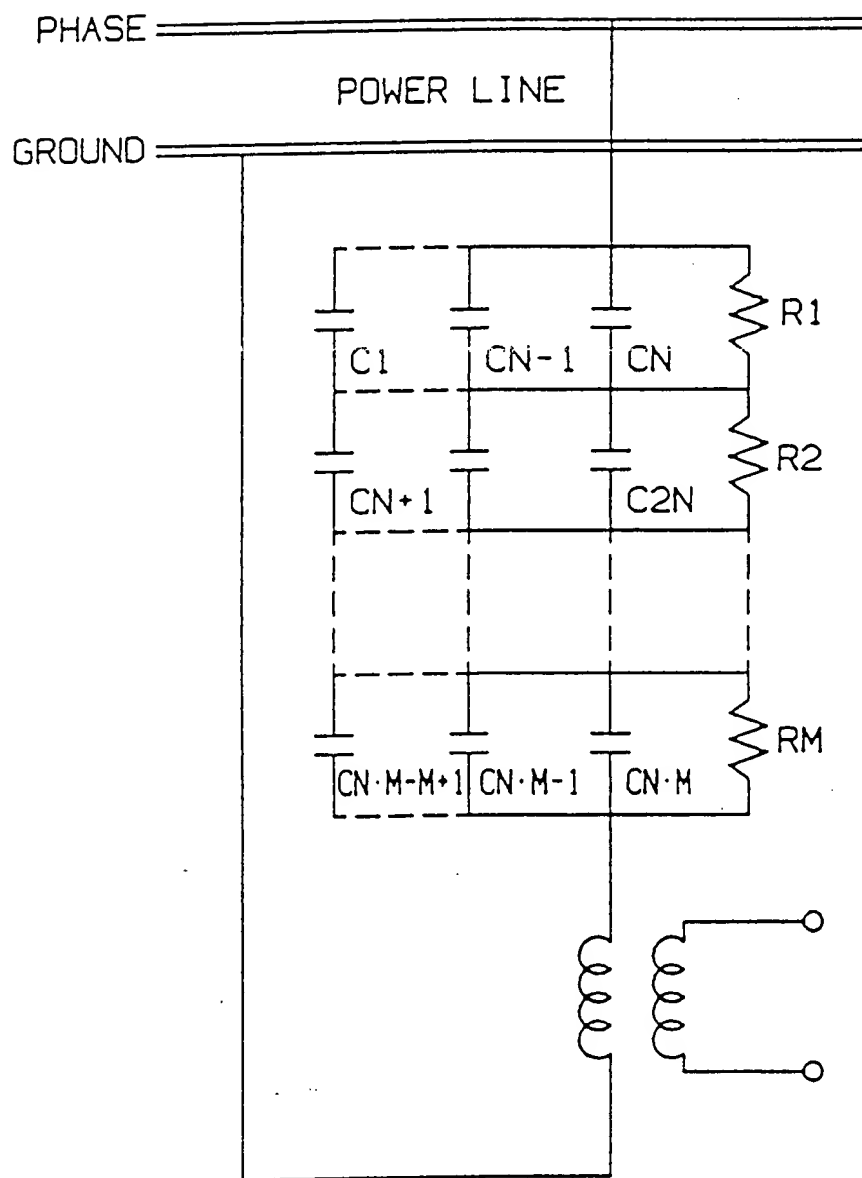 PHASE
POWER LINE
GROUND
R1
C1 CN-1 CN
R2
CN+1 C2N
RM
CN·M-M+1 CN·M-1 CN·M